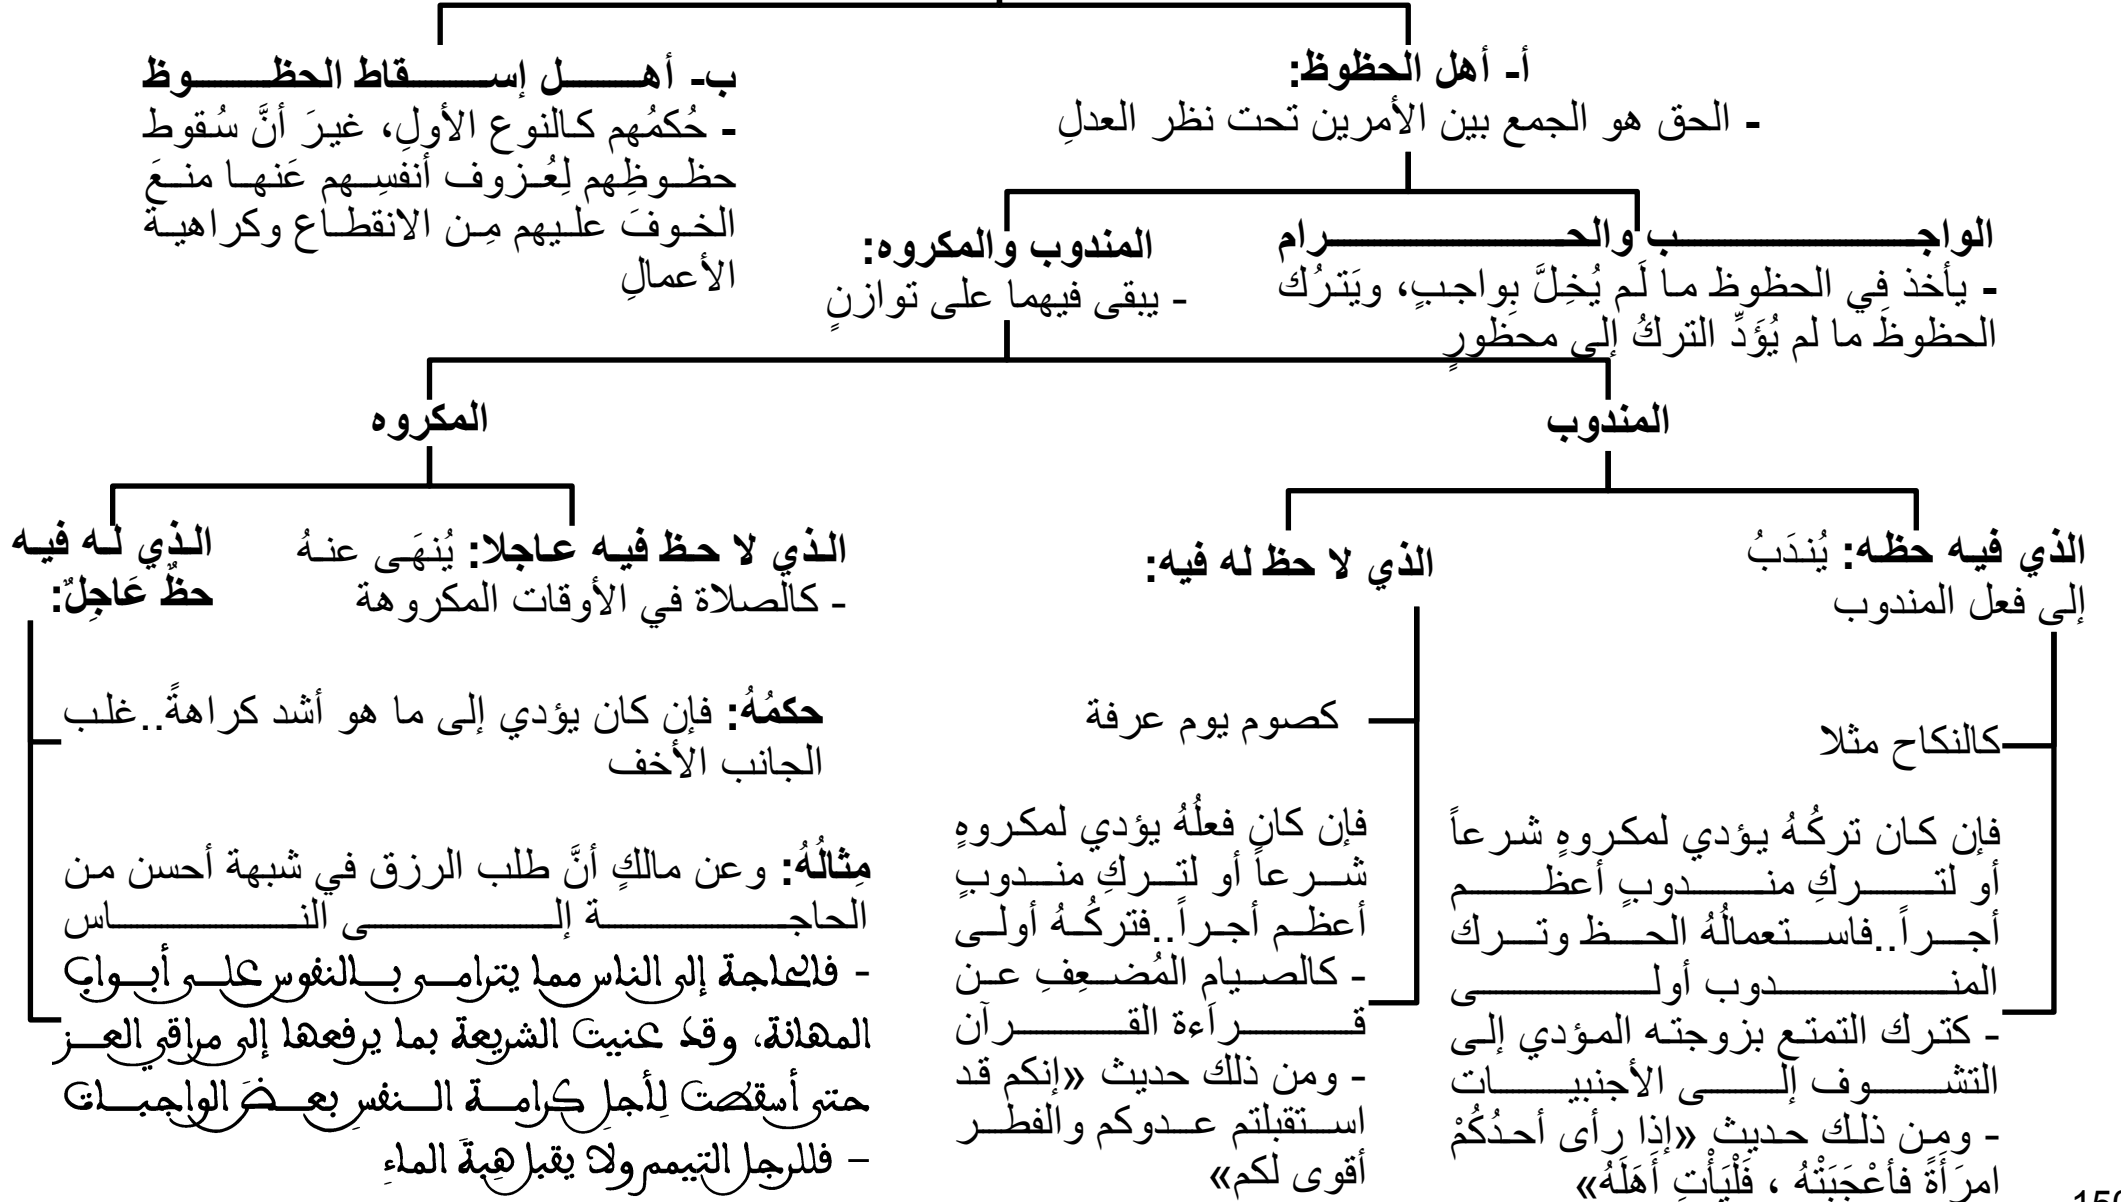 أ- أهل الحظوظ:
- الحق هو الجمع بين الأمرين تحت نظر العدلِ
ب- أهل إسقاط الحظوظ
- حُكمُهم كالنوع الأولِ، غيرَ أنَّ سُقوط
حظوظِهم لِعُزوف أنفسِهم عَنها منعَ
الخوفَ عليهم مِن الانقطاع وكراهية
الأعمالِ
الواجب والحرام
- يأخذ في الحظوظ ما لَم يُخِلَّ بِواجبٍ، ويَترُك
الحظوظَ ما لم يُؤَدِّ التركُ إلى محظورٍ
المندوب والمكروه:
- يبقى فيهما على توازنٍ
المندوب
المكروه
الذي فيه حظه: يُندَبُ
إلى فعل المندوب
كالنكاح مثلا
فإن كان تركُهُ يؤدي لمكروهٍ شرعاً
أو لتركِ مندوبٍ أعظم
أجراً..فاستعمالُهُ الحظ وترك
المندوب أولى
- كترك التمتع بزوجته المؤدي إلى
التشوف إلى الأجنبيات
- ومن ذلك حديث «إذا رأى أحدُكُمْ
امرَأَةً فأعْجَبَتْهُ ، فَلْيَأْتِ أَهَلَهُ»
الذي لا حظ له فيه:
كصوم يوم عرفة
فإن كان فعلُهُ يؤدي لمكروهٍ
شرعاً أو لتركِ مندوبٍ
أعظم أجراً..فتركُهُ أولى
- كالصيام المُضعِفِ عن
قراءة القرآن
- ومن ذلك حديث «إنكم قد
استقبلتم عدوكم والفطر
أقوى لكم»
الذي لا حظ فيه عاجلا: يُنهَى عنهُ
- كالصلاة في الأوقات المكروهة
الذي له فيه
حظٌ عَاجِلٌ:
حكمُهُ: فإن كان يؤدي إلى ما هو أشد كراهةً..غلب
الجانب الأخف
مِثالُهُ: وعن مالكٍ أنَّ طلب الرزق في شبهة أحسن من
الحاجة إلى الناس
- فالحاجة إلى الناس مما يترامى بالنفوس على أبواب
المهانة، وقد عنيت الشريعة بما يرفعها إلى مراقي العز
حتى أسقطت لِأجلِ كرامة النفسِ بعضَ الواجبات
– فللرجل التيمم ولا يقبل هِبةَ الماءِ